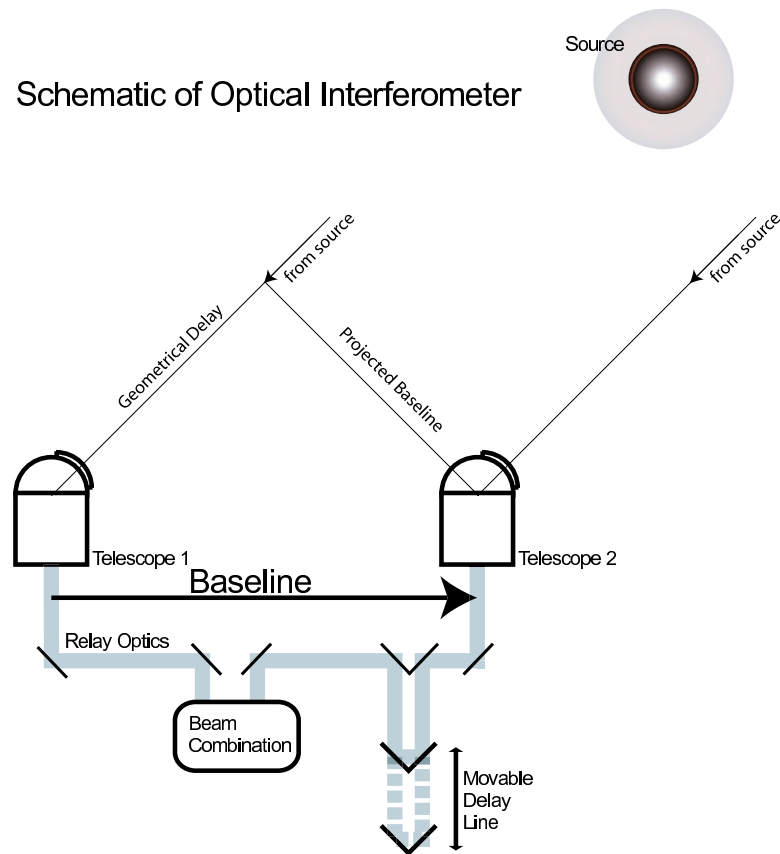 Source
Schematic of Optical Interferometer
from source
from source
Geometrical Delay
Projected Baseline
Telescope 1
Telescope 2
Baseline
Relay Optics
Beam
Combination
Movable
Delay
Line